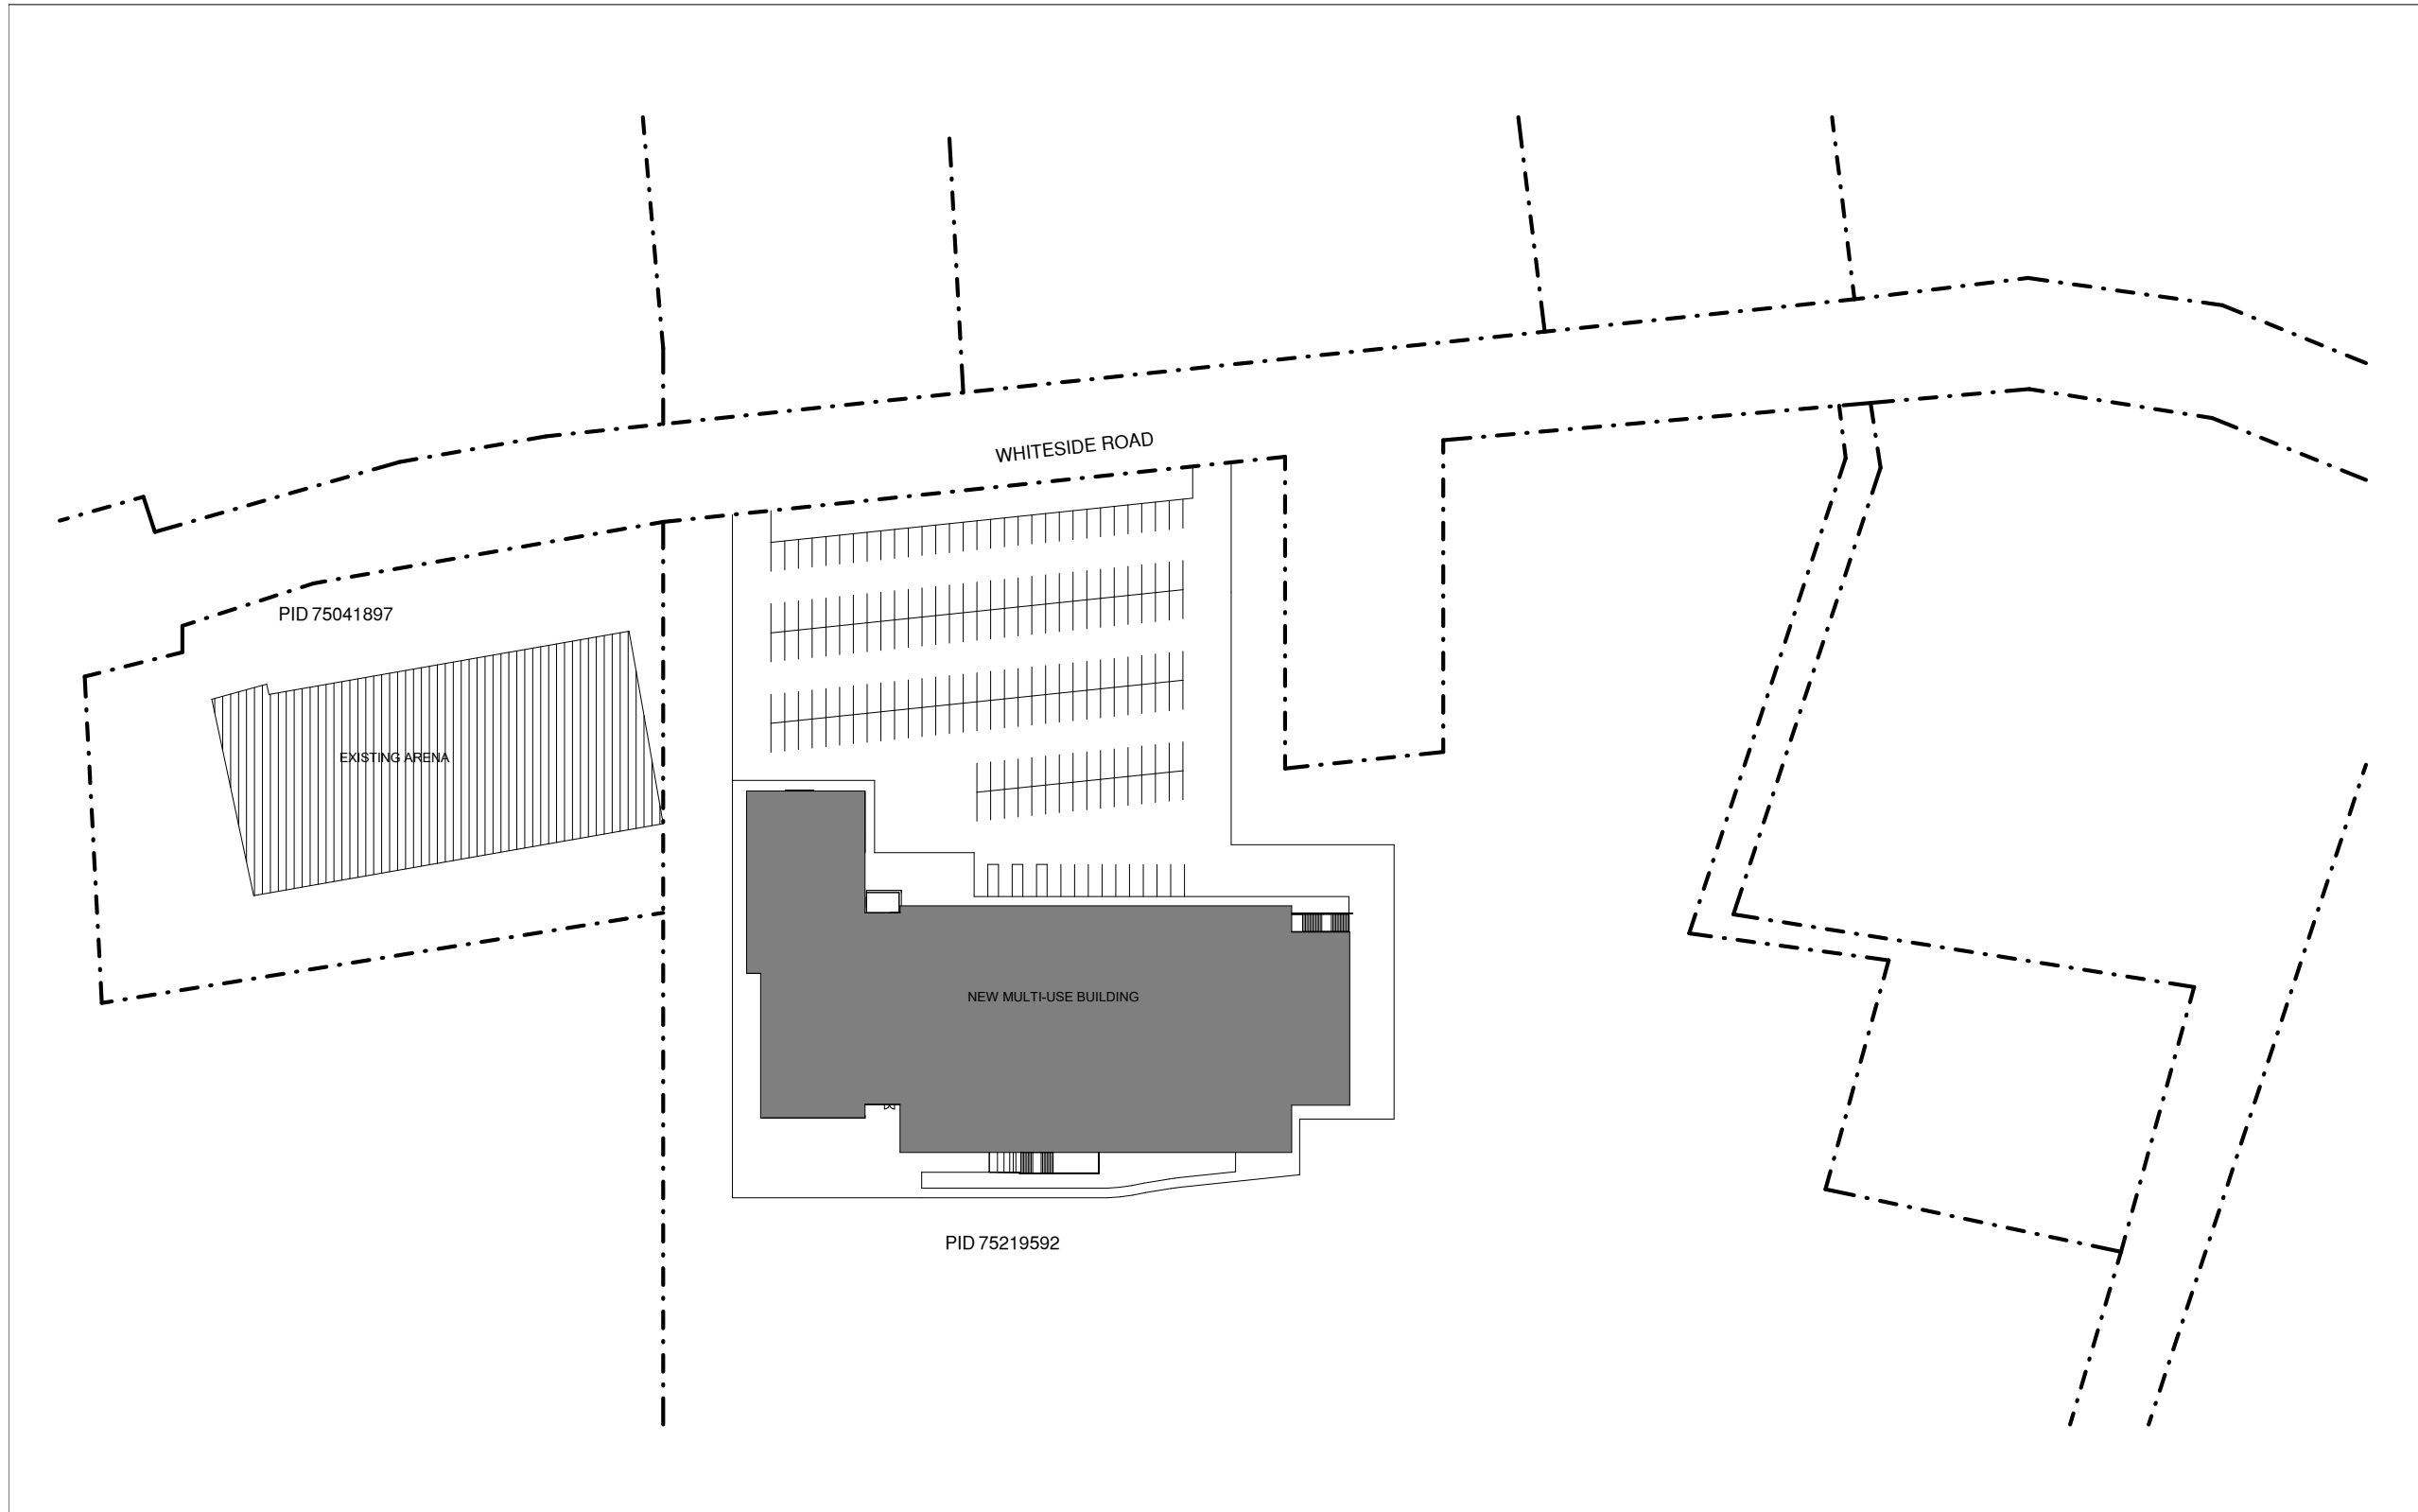 WHITESIDE ROAD
PID 75041897
EXISTING ARENA
NEW MULTI-USE BUILDING
PID 75219592